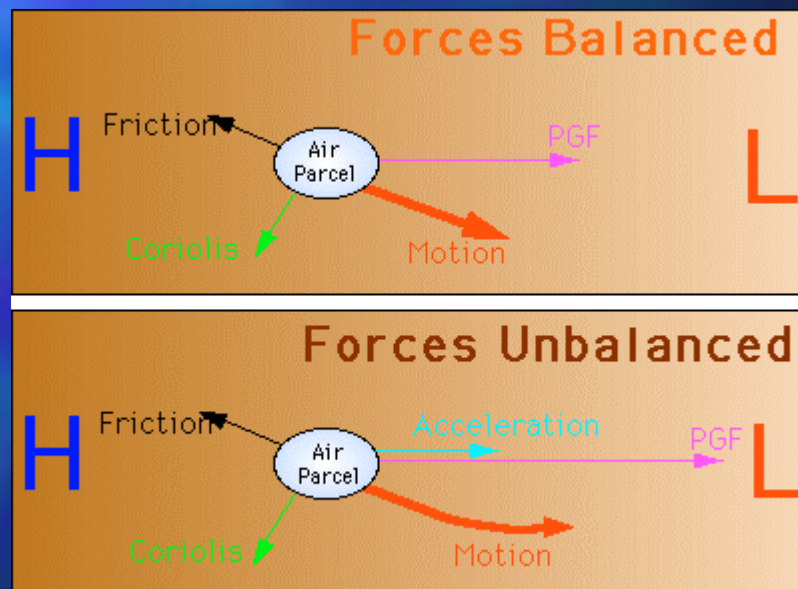 Forces Balanced
H
Friction
Air
Parcel
PGF
L
Coriolis
Motion
Forces Unbalanced
H
Friction
Air
Parcel
Acceleration
PGF
L
Coriolis
Motion